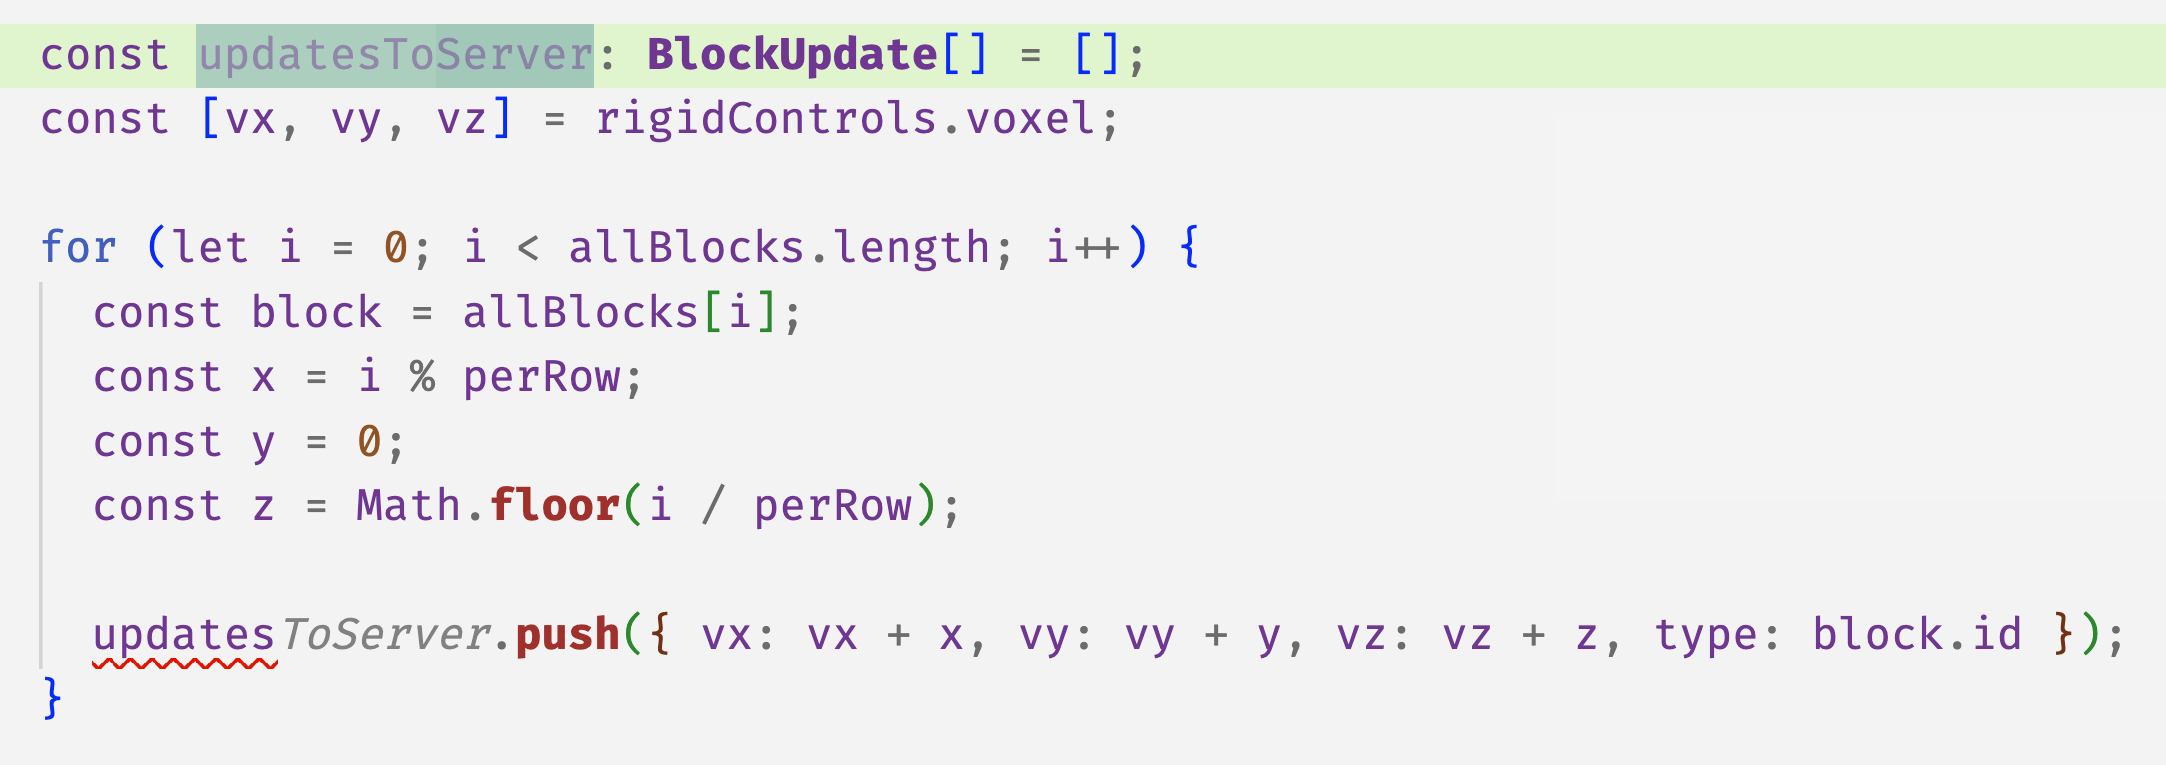 const updatesToServer: BlockUpdate[] = [];
const [vx, vy, vz] = rigidControls.voxel;
for (let i = 0; i < allBlocks.length; i++) {
const block = allBlocks[i];
const x = i % perRow;
const y = 0;
const z = Math.floor(i / perRow);
updatesToServer.push({ vx: vx + x, vy: vy + y, vz: vz + z, type: block.id });
}